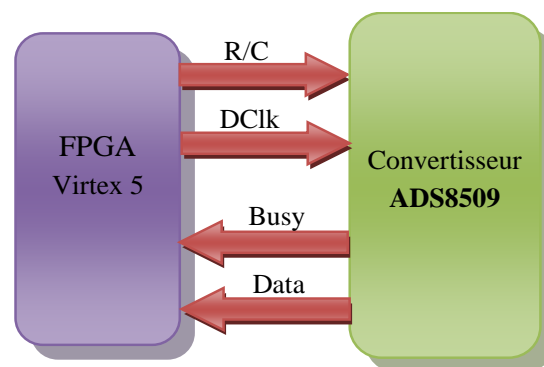 R/C
DClk
FPGA
Virtex 5
Convertisseur
ADS8509
Busy
Data